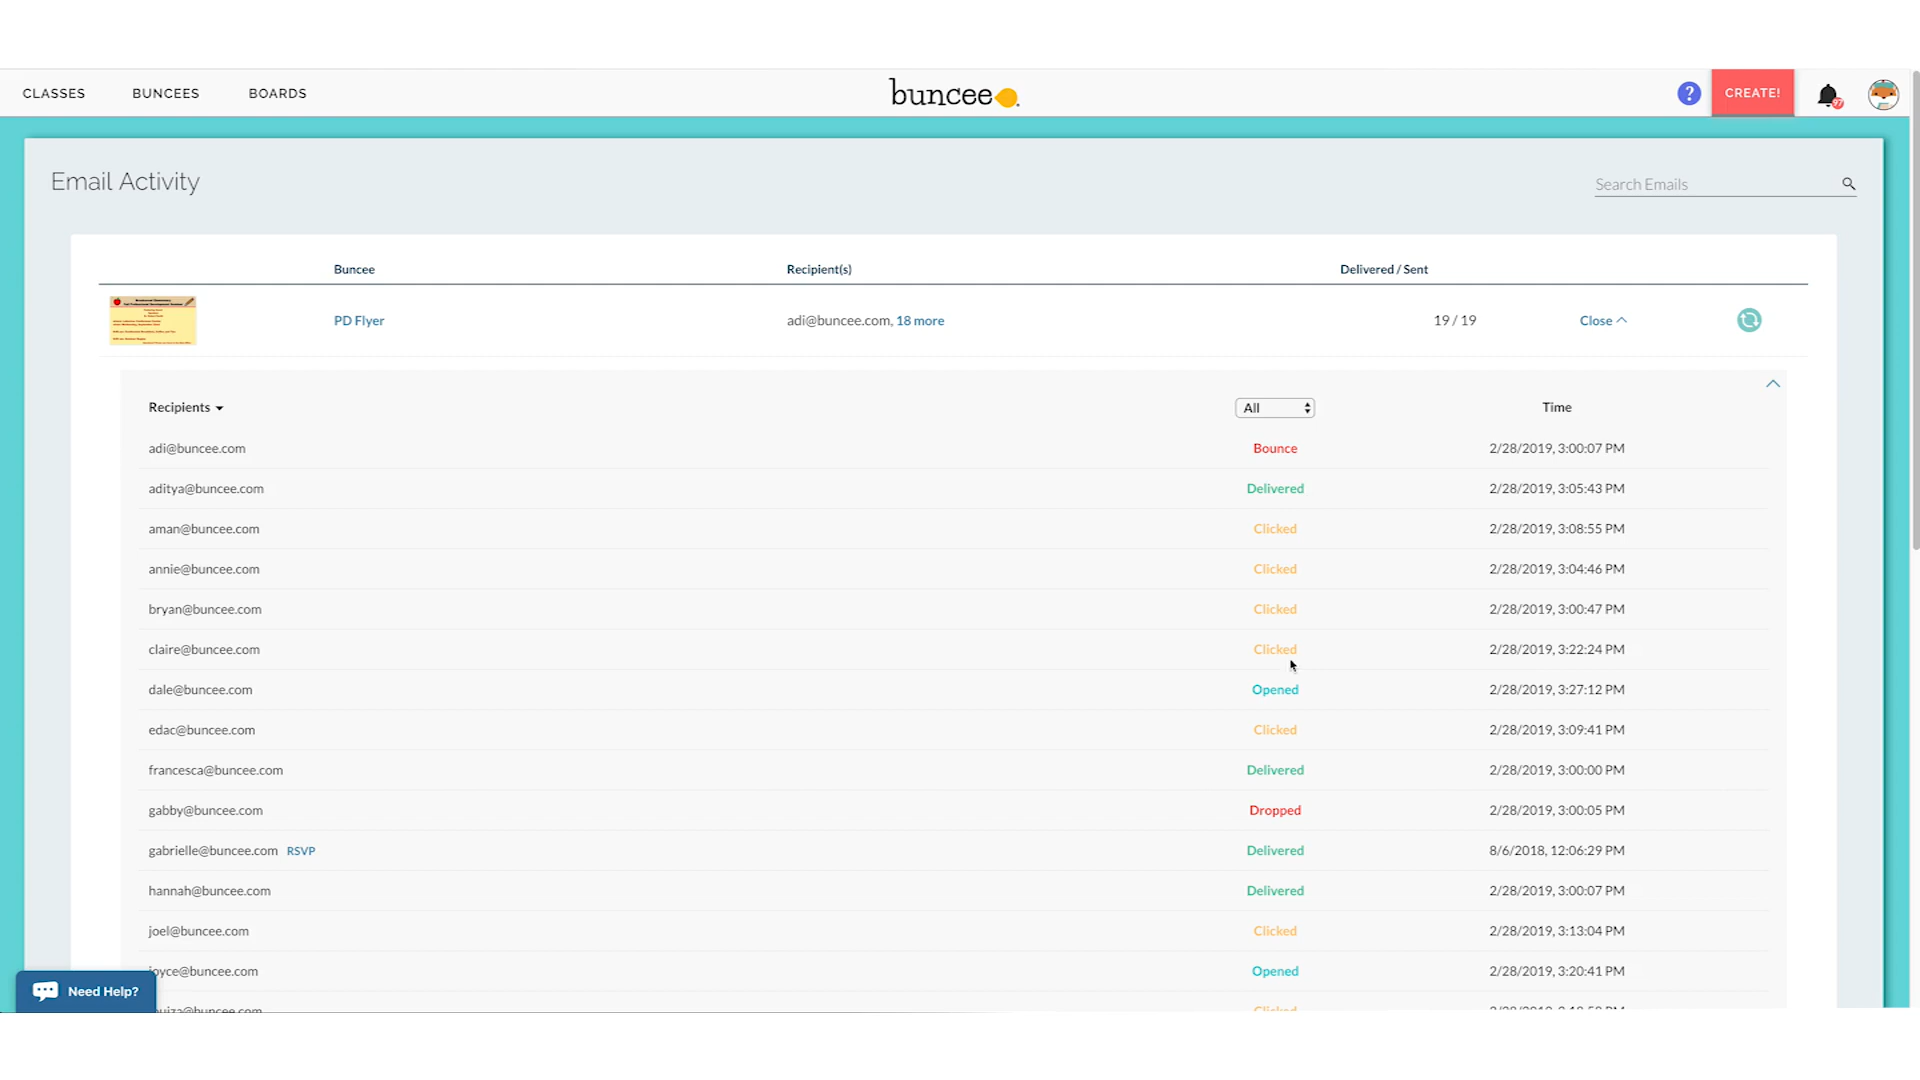 CLASSES BUNCEES BOARDS buncee ? CREATE! 97
Email Activity
Search Emails
Buncee Recipient(s) Delivered / Sent
PD Flyer adi@buncee.com, 18 more 19 / 19 Close
Recipients All Time
adi@buncee.com Bounce 2/28/2019, 3:00:07 PM
aditya@buncee.com Delivered 2/28/2019, 3:05:43 PM
aman@buncee.com Clicked 2/28/2019, 3:08:55 PM
annie@buncee.com Clicked 2/28/2019, 3:04:46 PM
bryan@buncee.com Clicked 2/28/2019, 3:00:47 PM
claire@buncee.com Clicked 2/28/2019, 3:22:24 PM
dale@buncee.com Opened 2/28/2019, 3:27:12 PM
edac@buncee.com Clicked 2/28/2019, 3:09:41 PM
francesca@buncee.com Delivered 2/28/2019, 3:00:00 PM
gabby@buncee.com Dropped 2/28/2019, 3:00:05 PM
gabrielle@buncee.com RSVP Delivered 8/6/2018, 12:06:29 PM
hannah@buncee.com Delivered 2/28/2019, 3:00:07 PM
joel@buncee.com Clicked 2/28/2019, 3:13:04 PM
joyce@buncee.com Opened 2/28/2019, 3:20:41 PM
Need Help?
Clicked